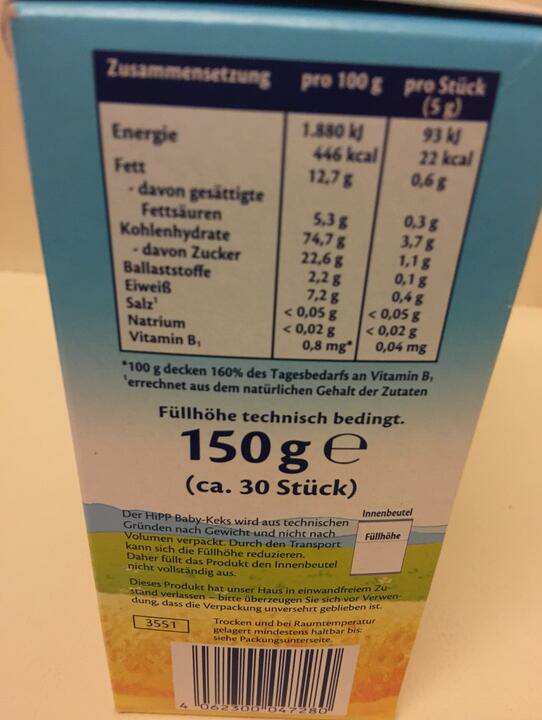 Zusammensetzung pro 100 g pro Stück
(5 g)
Energie 1.880 kJ 93 kJ
446 kcal 22 kcal
Fett 12,7 g 0,6 g
- davon gesättigte
Fettsäuren 5,3 g 0,3 g
Kohlenhydrate 74,7 g 3,7 g
- davon Zucker 22,6 g 1,1 g
Ballaststoffe 2,2 g 0,1 g
Eiweiß 7,2 g 0,4 g
Salz¹ < 0,05 g < 0,05 g
Natrium < 0,02 g < 0,02 g
Vitamin B₁ 0,8 mg* 0,04 mg
*100 g decken 160% des Tagesbedarfs an Vitamin B₁
¹errechnet aus dem natürlichen Gehalt der Zutaten
Füllhöhe technisch bedingt.
150 g e
(ca. 30 Stück)
Der HiPP Baby-Keks wird aus technischen
Gründen nach Gewicht und nicht nach
Volumen verpackt. Durch den Transport
kann sich die Füllhöhe reduzieren.
Daher füllt das Produkt den Innenbeutel
nicht vollständig aus.
Innenbeutel
Füllhöhe
Dieses Produkt hat unser Haus in einwandfreiem Zu-
stand verlassen – bitte überzeugen Sie sich vor Verwen-
dung, dass die Verpackung unversehrt geblieben ist.
3551
Trocken und bei Raumtemperatur
gelagert mindestens haltbar bis:
siehe Packungsunterseite.
4 062300 047280